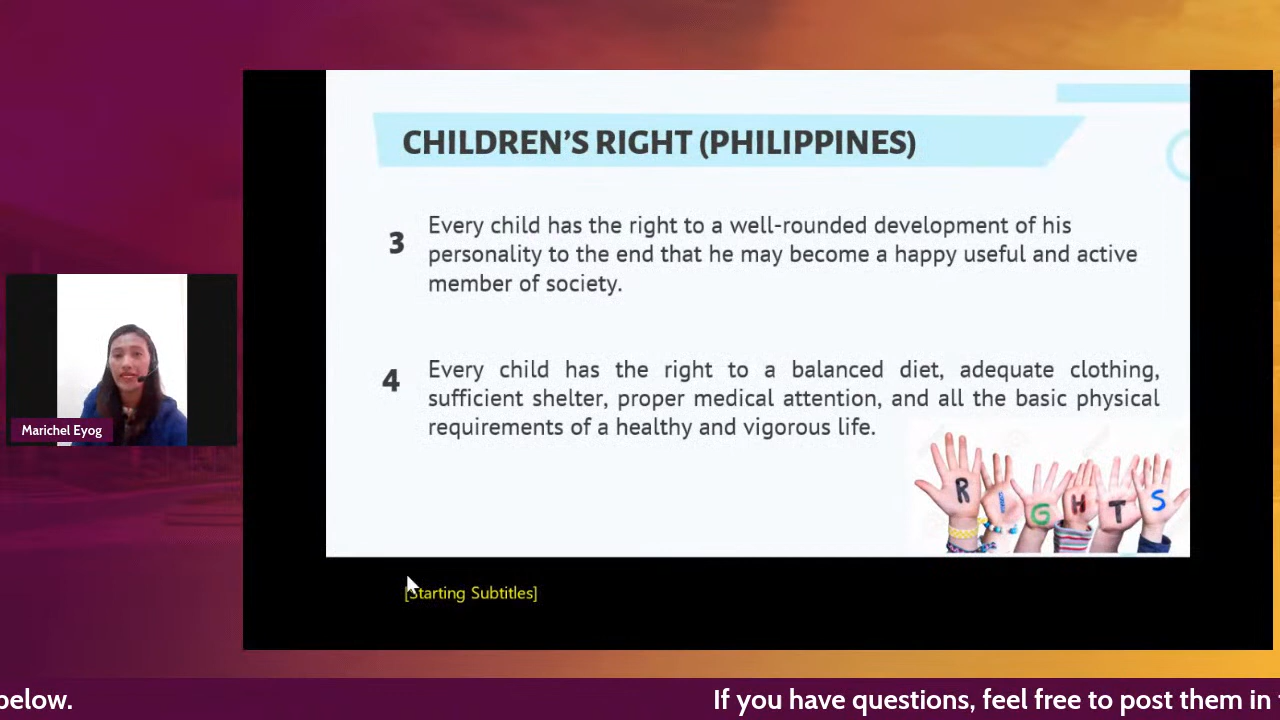 CHILDREN'S RIGHT (PHILIPPINES)
3
Every child has the right to a well-rounded development of his
personality to the end that he may become a happy useful and active
member of society.
4
Every child has the right to a balanced diet, adequate clothing,
sufficient shelter, proper medical attention, and all the basic physical
requirements of a healthy and vigorous life.
RIGHTS
Marichel Eyog
[Starting Subtitles]
below.
If you have questions, feel free to post them in